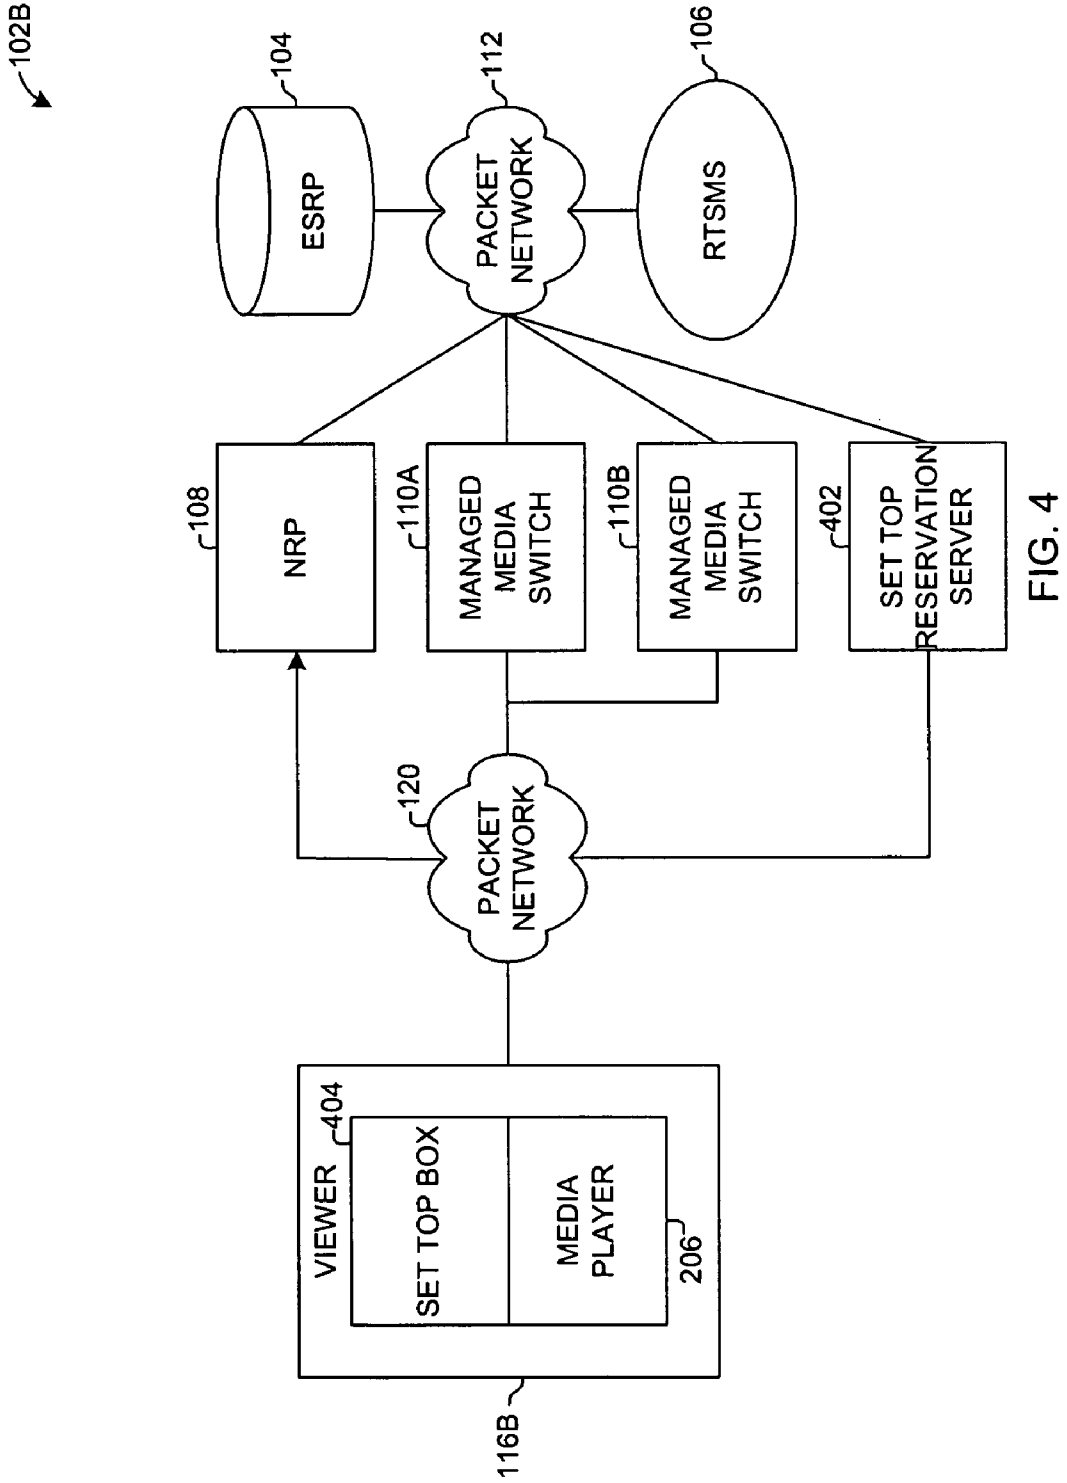 102B
116B
VIEWER
404
SET TOP BOX
MEDIA
PLAYER
206
120
PACKET
NETWORK
108
NRP
110A
MANAGED
MEDIA
SWITCH
110B
MANAGED
MEDIA
SWITCH
402
SET TOP
RESERVATION
SERVER
104
ESRP
112
PACKET
NETWORK
106
RTSMS
FIG. 4